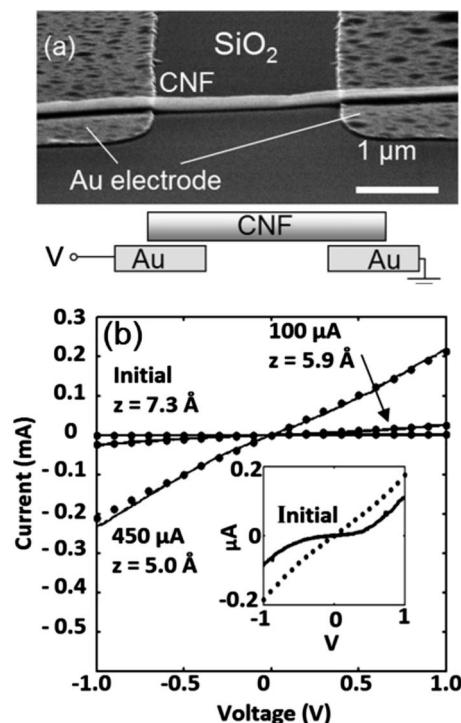 (a)
SiO2
CNF
Au electrode
1 μm
CNF
V
Au
Au
(b)
100 μA
z = 5.9 Å
Initial
z = 7.3 Å
450 μA
z = 5.0 Å
Current (mA)
0.3
0.2
0.1
0
- 0.1
- 0.2
- 0.3
- 0.4
- 0.5
Initial
μA
0.2
0
-0.2
-1
0
1
V
-1.0
-0.5
0.0
0.5
1.0
Voltage (V)